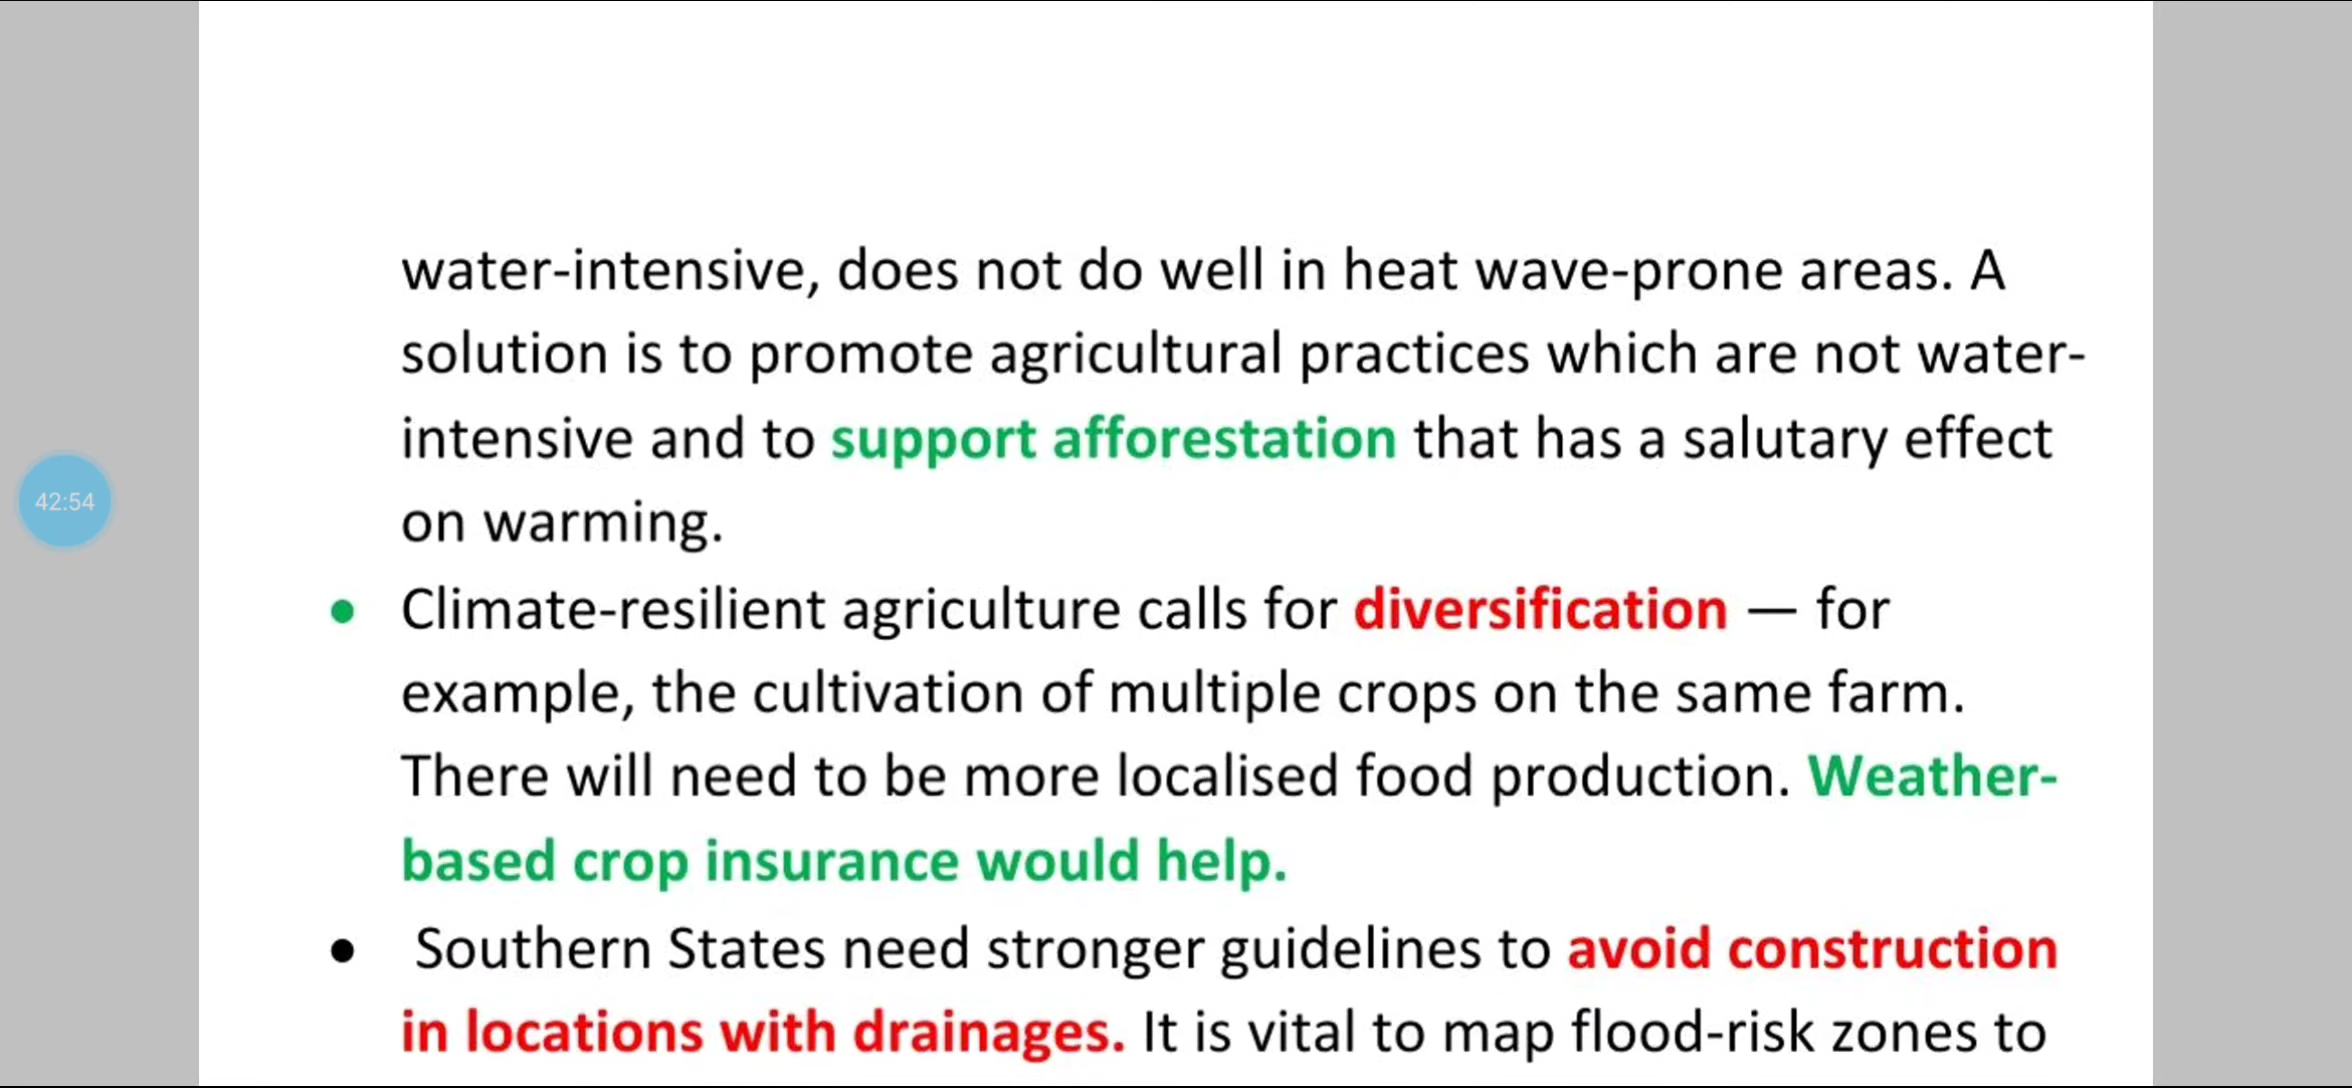 water-intensive, does not do well in heat wave-prone areas. A
solution is to promote agricultural practices which are not water-
intensive and to support afforestation that has a salutary effect
on warming.
42:54
● Climate-resilient agriculture calls for diversification — for
example, the cultivation of multiple crops on the same farm.
There will need to be more localised food production. Weather-
based crop insurance would help.
● Southern States need stronger guidelines to avoid construction
in locations with drainages. It is vital to map flood-risk zones to